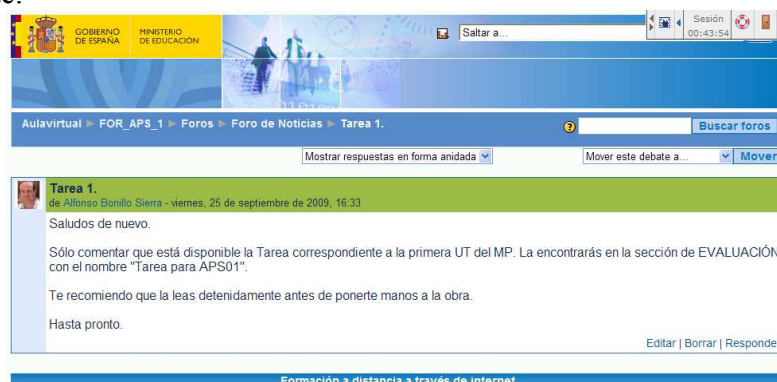 GOBIERNO
DE ESPAÑA
MINISTERIO
DE EDUCACIÓN
Saltar a...
Sesión
00:43:54
Aulavirtual ► FOR_APS_1 ► Foros ► Foro de Noticias ► Tarea 1.
Buscar foros
Mostrar respuestas en forma anidada
Mover este debate a...
Mover
Tarea 1.
de Alfonso Bonillo Sierra - viernes, 25 de septiembre de 2009, 16:33
Saludos de nuevo.
Sólo comentar que está disponible la Tarea correspondiente a la primera UT del MP. La encontrarás en la sección de EVALUACIÓN
con el nombre "Tarea para APS01".
Te recomiendo que la leas detenidamente antes de ponerte manos a la obra.
Hasta pronto.
Editar | Borrar | Responde
Formación a distancia a través de internet